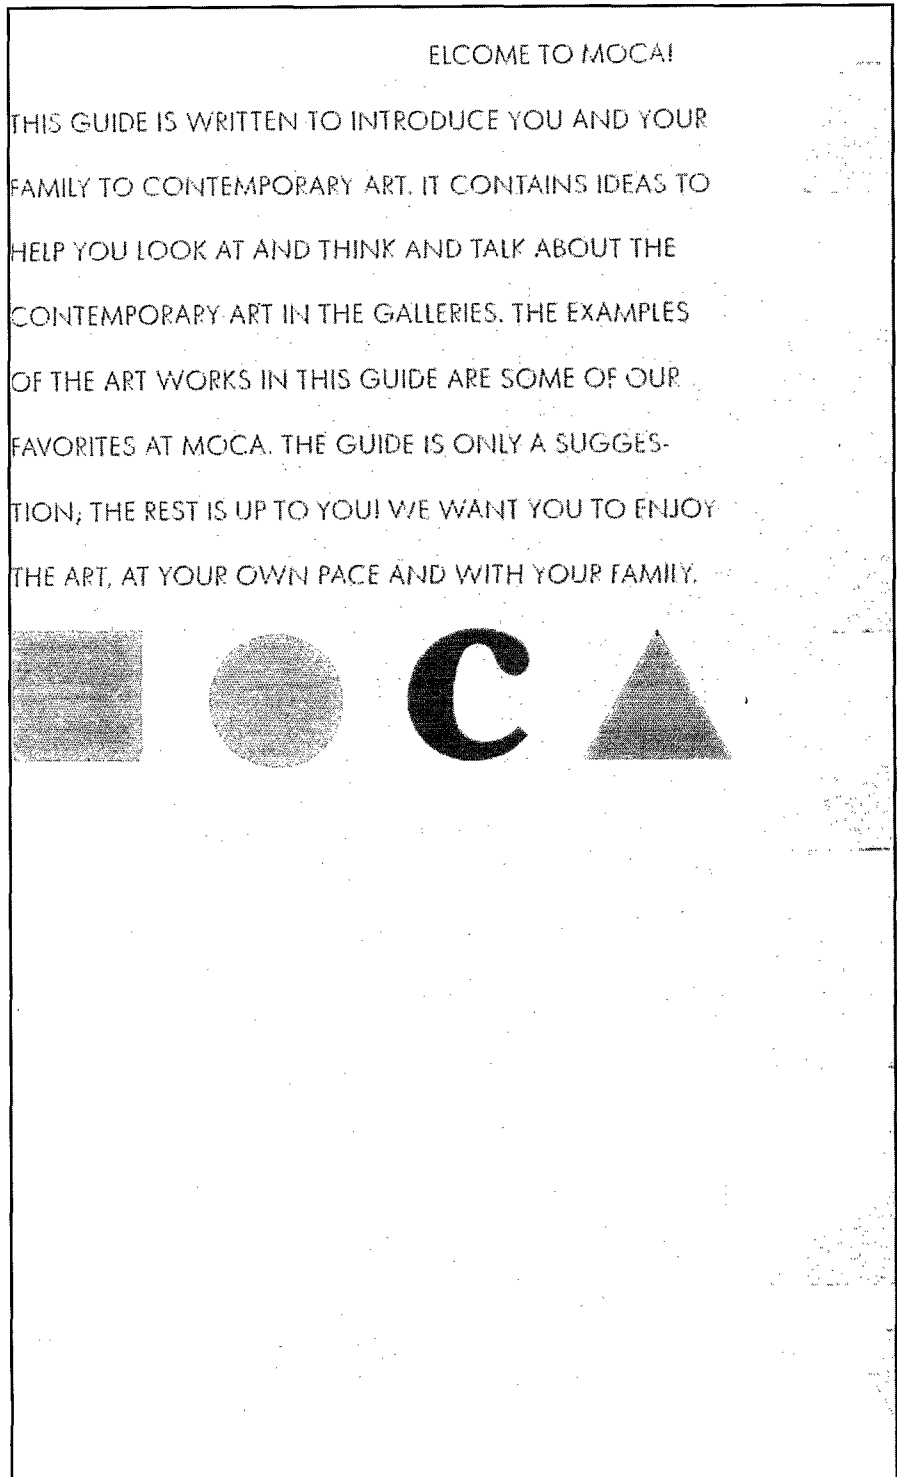 ELCOME TO MOCA!
THIS GUIDE IS WRITTEN TO INTRODUCE YOU AND YOUR
FAMILY TO CONTEMPORARY ART. IT CONTAINS IDEAS TO
HELP YOU LOOK AT AND THINK AND TALK ABOUT THE
CONTEMPORARY ART IN THE GALLERIES. THE EXAMPLES
OF THE ART WORKS IN THIS GUIDE ARE SOME OF OUR
FAVORITES AT MOCA. THE GUIDE IS ONLY A SUGGES-
TION; THE REST IS UP TO YOU! WE WANT YOU TO ENJOY
THE ART, AT YOUR OWN PACE AND WITH YOUR FAMILY.
C